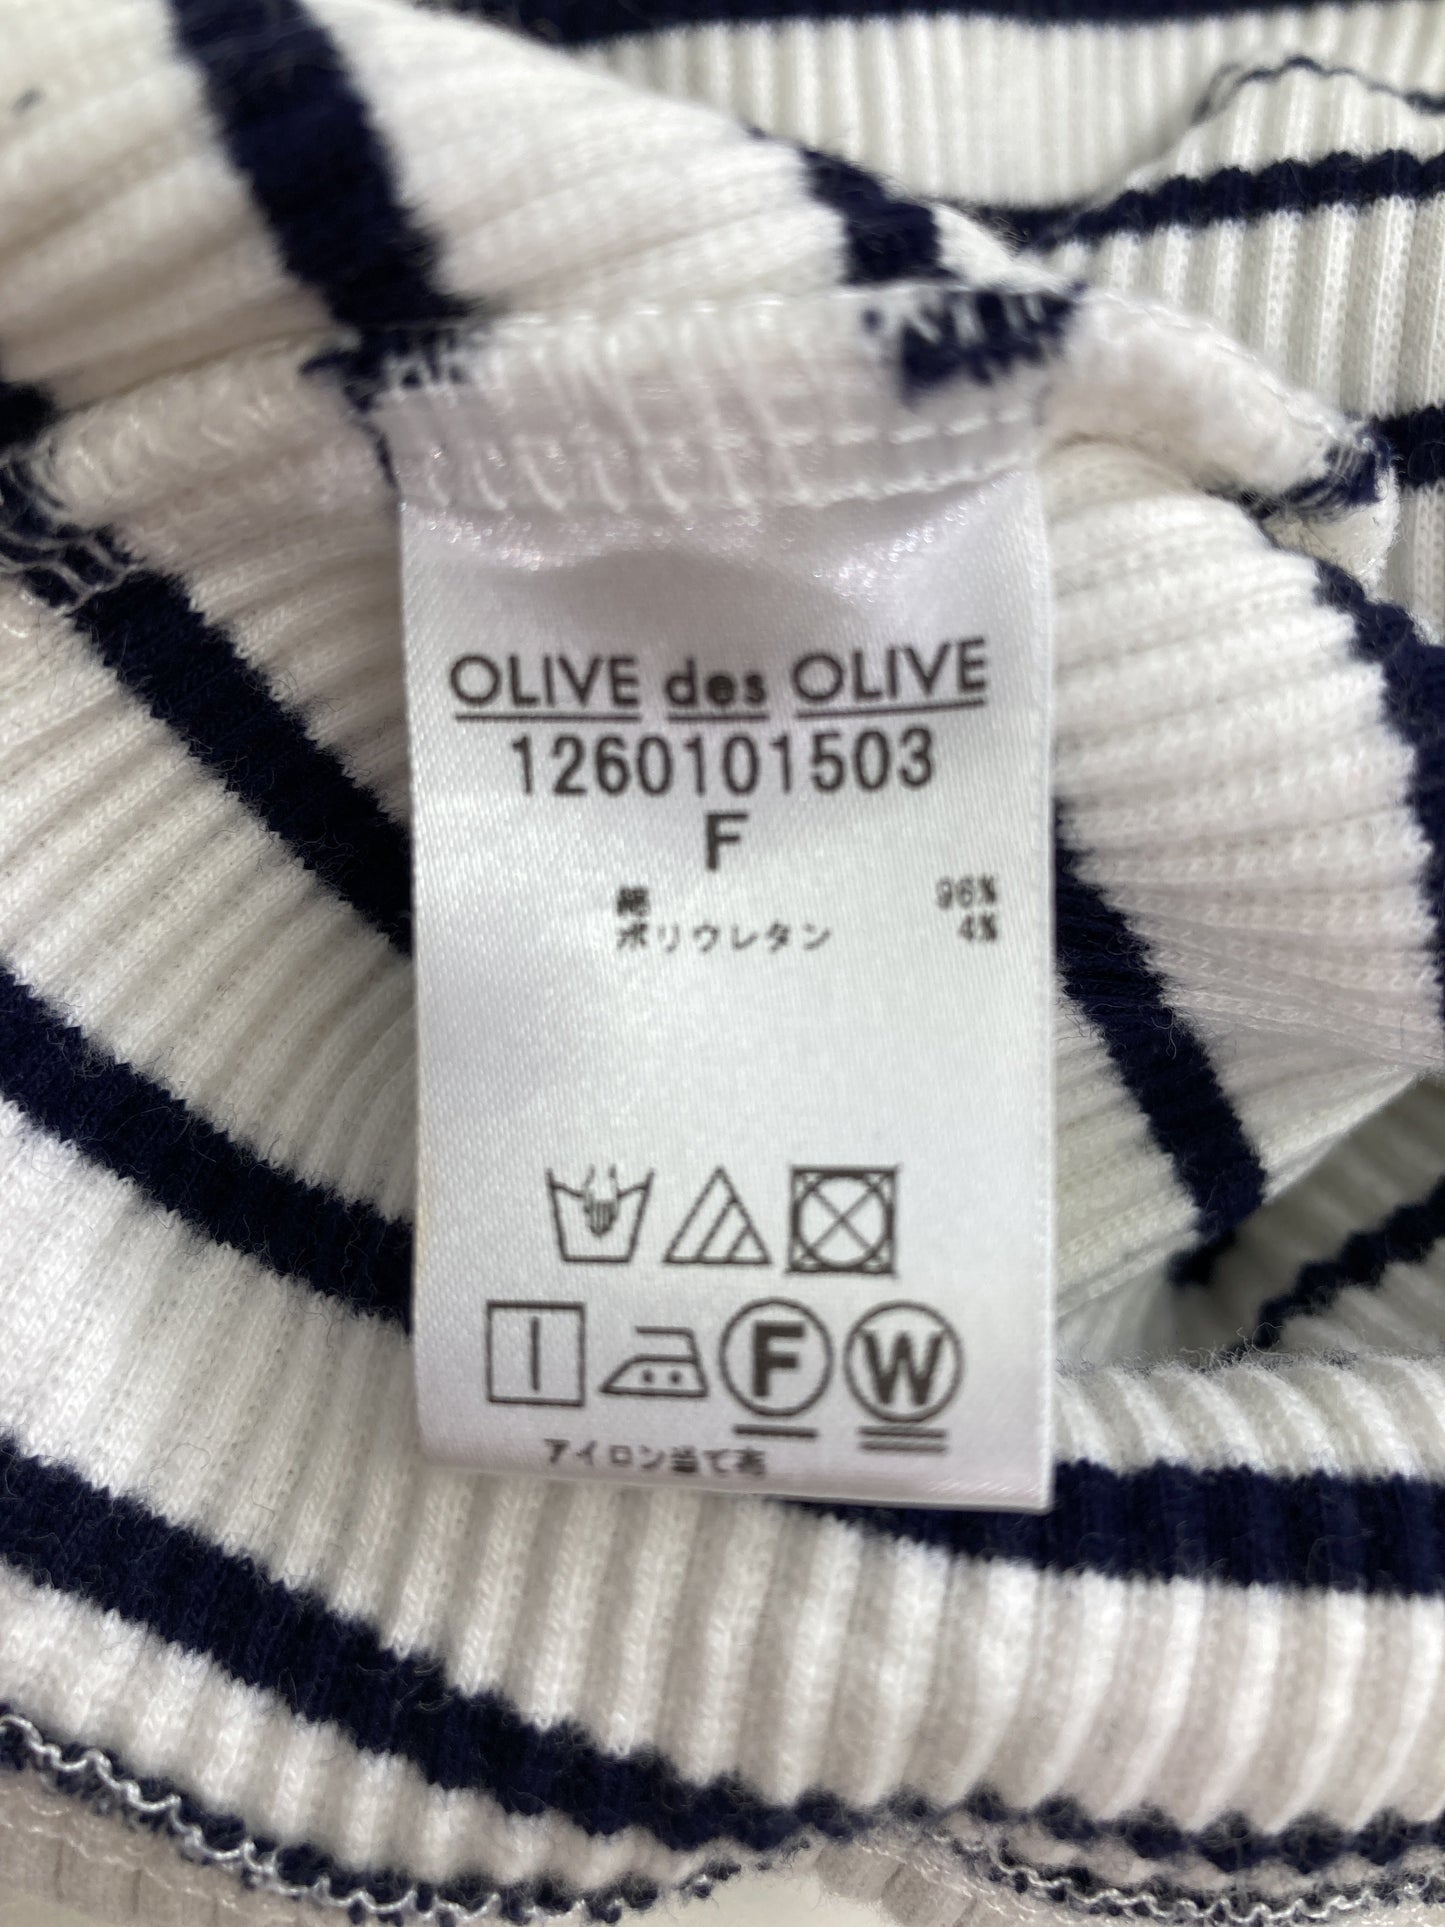 OLIVE des OLIVE
1260101503
F
綿 96%
ポリウレタン 4%
F W
アイロン当て布